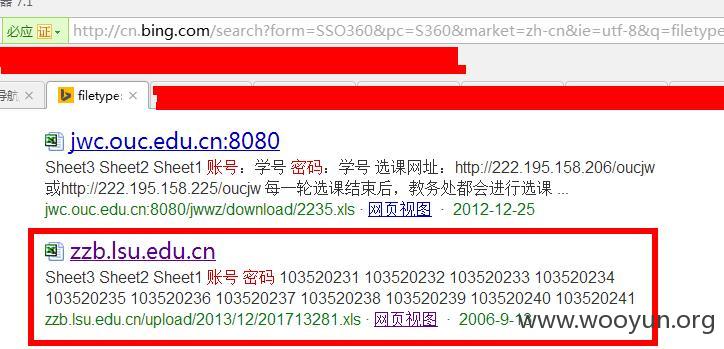 器 7.1
必应 证 http://cn.bing.com/search?form=SSO360&pc=S360&market=zh-cn&ie=utf-8&q=filetype
导航 × filetype: ×
jwc.ouc.edu.cn:8080
Sheet3 Sheet2 Sheet1 账号：学号 密码：学号 选课网址：http://222.195.158.206/oucjw
或http://222.195.158.225/oucjw 每一轮选课结束后，教务处都会进行选课 ...
jwc.ouc.edu.cn:8080/jwwz/download/2235.xls · 网页视图 · 2012-12-25
zzb.lsu.edu.cn
Sheet3 Sheet2 Sheet1 账号 密码 103520231 103520232 103520233 103520234
103520235 103520236 103520237 103520238 103520239 103520240 103520241
zzb.lsu.edu.cn/upload/2013/12/201713281.xls · 网页视图 · 2006-9-13
www.wooyun.org